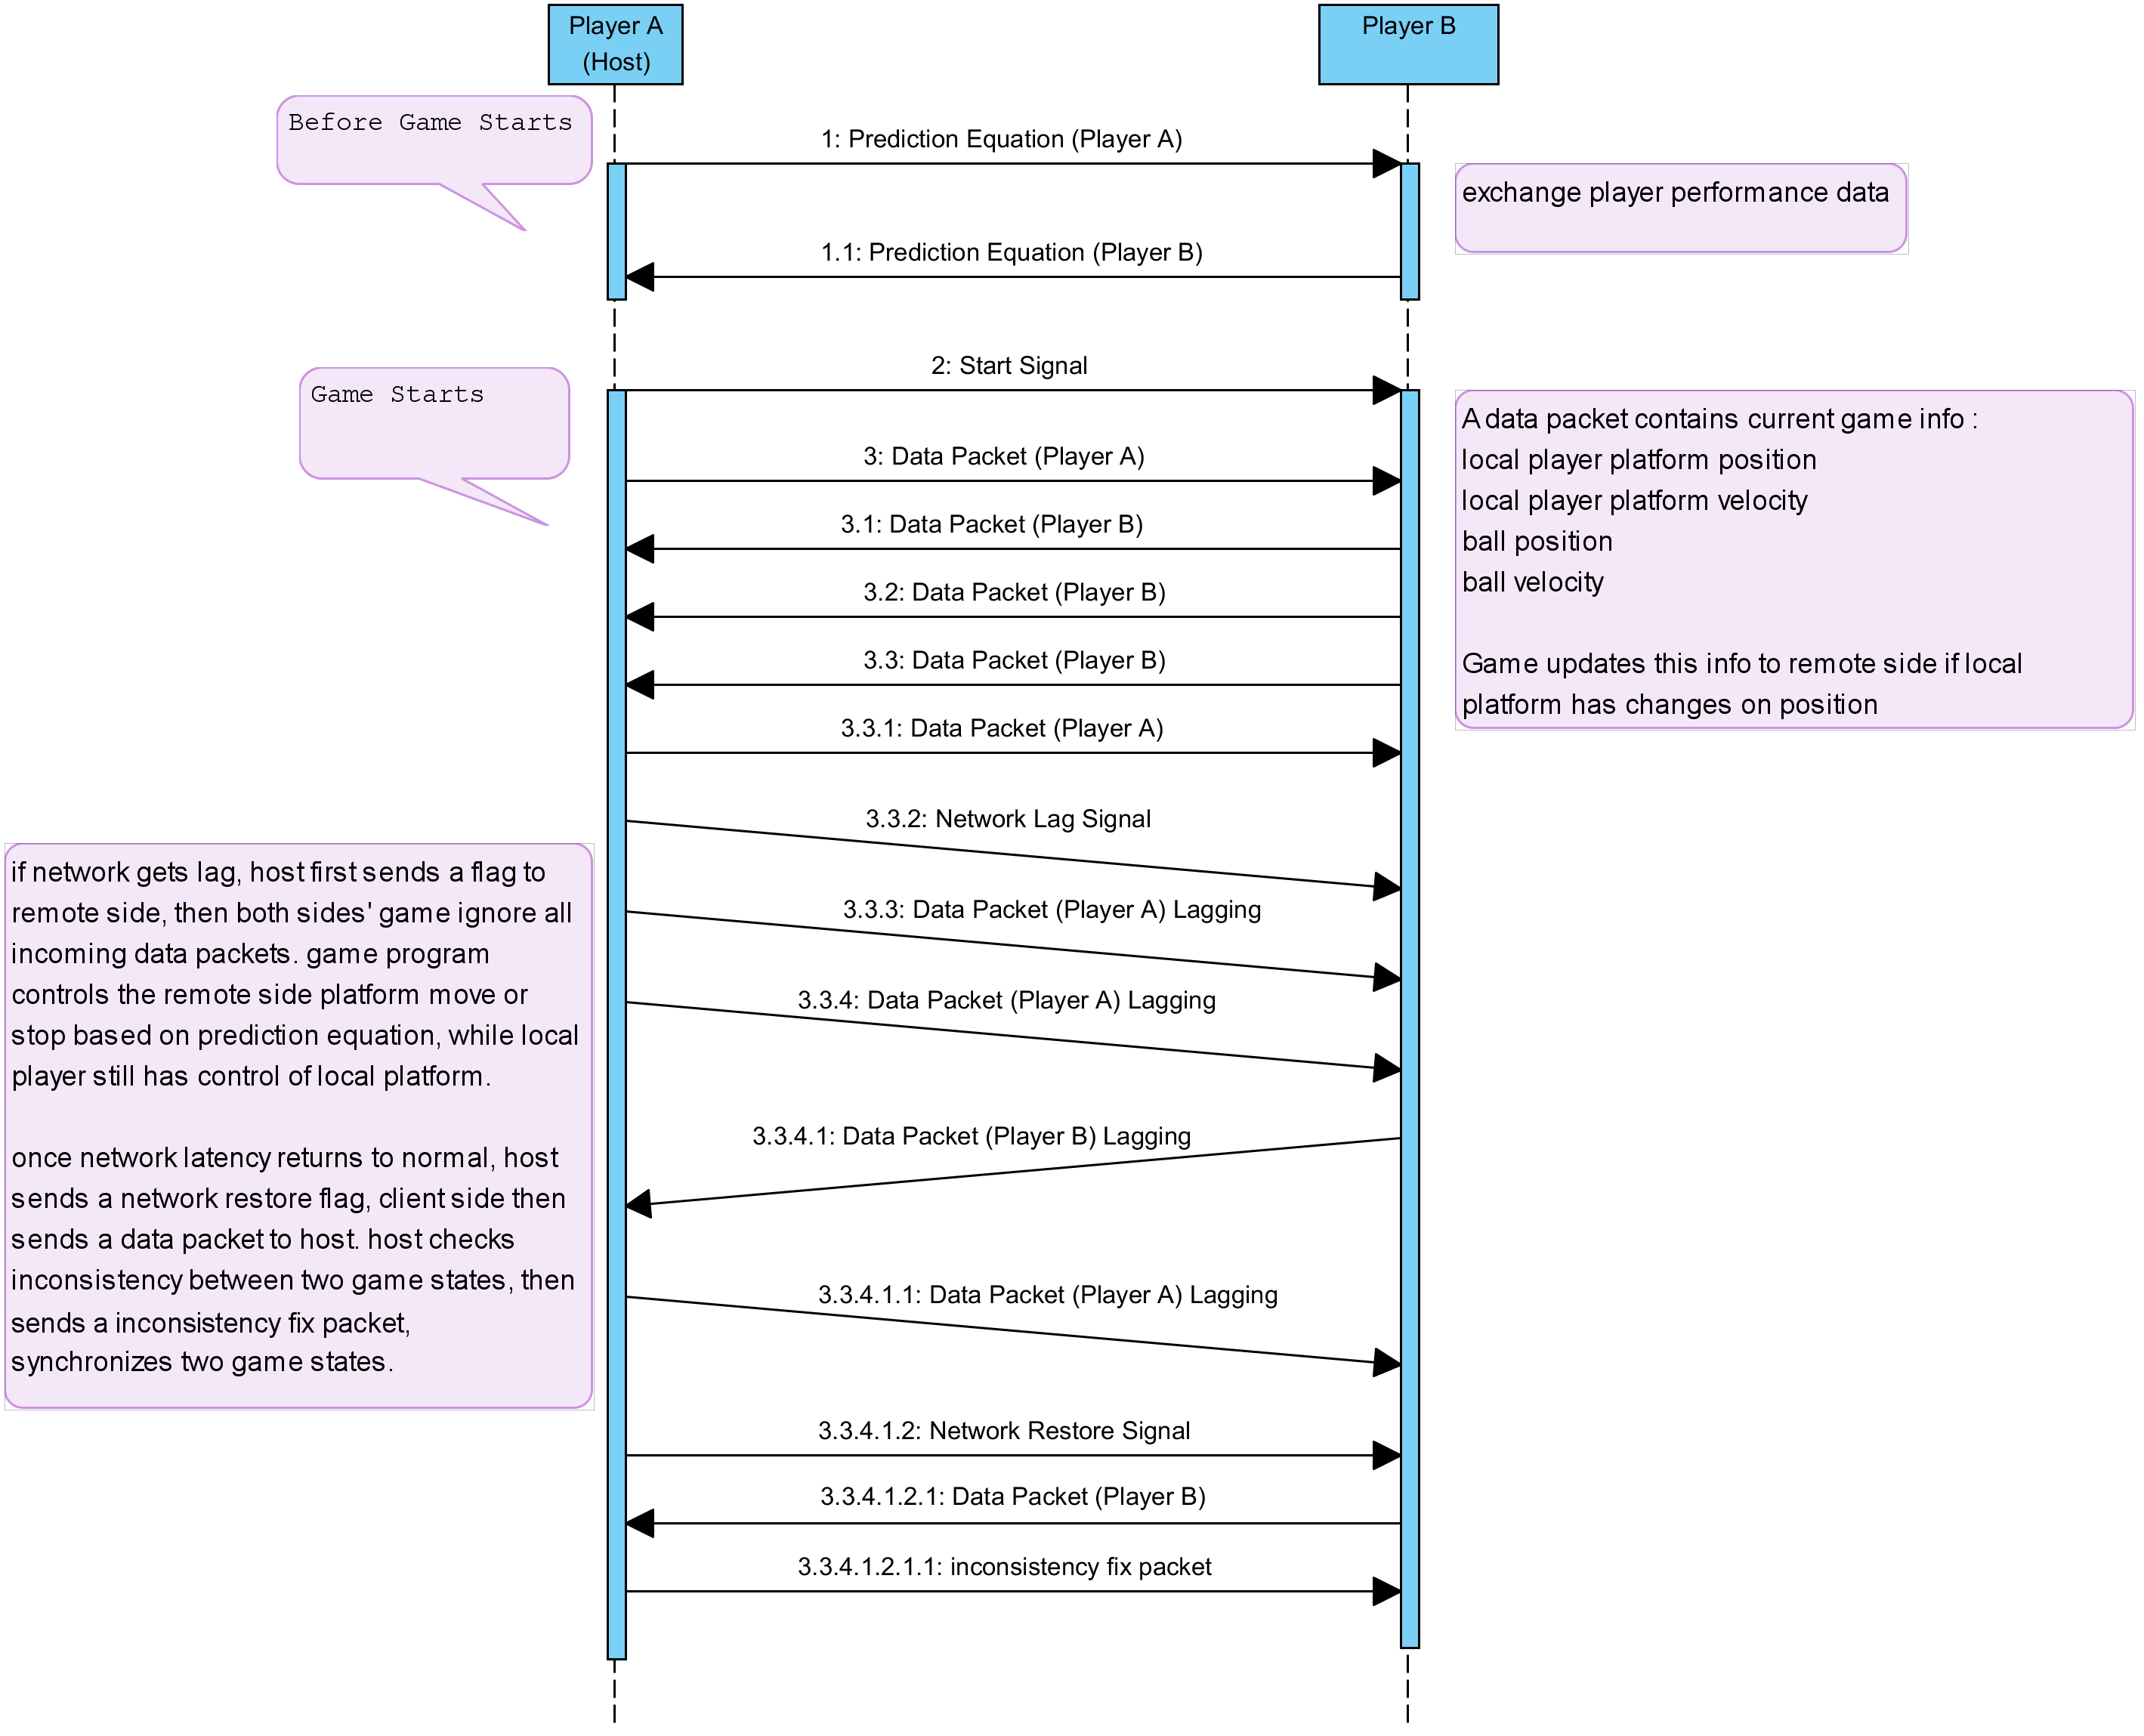 Player A
(Host)
Player B
Before Game Starts
1: Prediction Equation (Player A)
exchange player performance data
1.1: Prediction Equation (Player B)
2: Start Signal
Game Starts
A data packet contains current game info :
local player platform position
local player platform velocity
ball position
ball velocity
Game updates this info to remote side if local
platform has changes on position
3: Data Packet (Player A)
3.1: Data Packet (Player B)
3.2: Data Packet (Player B)
3.3: Data Packet (Player B)
3.3.1: Data Packet (Player A)
3.3.2: Network Lag Signal
if network gets lag, host first sends a flag to
remote side, then both sides' game ignore all
incoming data packets. game program
controls the remote side platform move or
stop based on prediction equation, while local
player still has control of local platform.
once network latency returns to normal, host
sends a network restore flag, client side then
sends a data packet to host. host checks
inconsistency between two game states, then
sends a inconsistency fix packet,
synchronizes two game states.
3.3.3: Data Packet (Player A) Lagging
3.3.4: Data Packet (Player A) Lagging
3.3.4.1: Data Packet (Player B) Lagging
3.3.4.1.1: Data Packet (Player A) Lagging
3.3.4.1.2: Network Restore Signal
3.3.4.1.2.1: Data Packet (Player B)
3.3.4.1.2.1.1: inconsistency fix packet